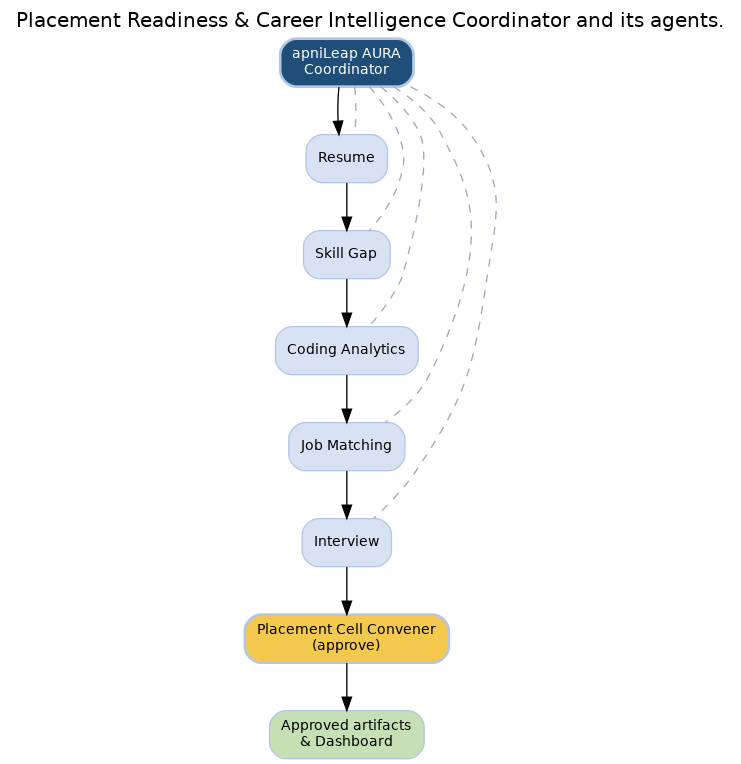 Placement Readiness & Career Intelligence Coordinator and its agents.
apniLeap AURA
Coordinator
Resume
Skill Gap
Coding Analytics
Job Matching
Interview
Placement Cell Convener
(approve)
Approved artifacts
& Dashboard